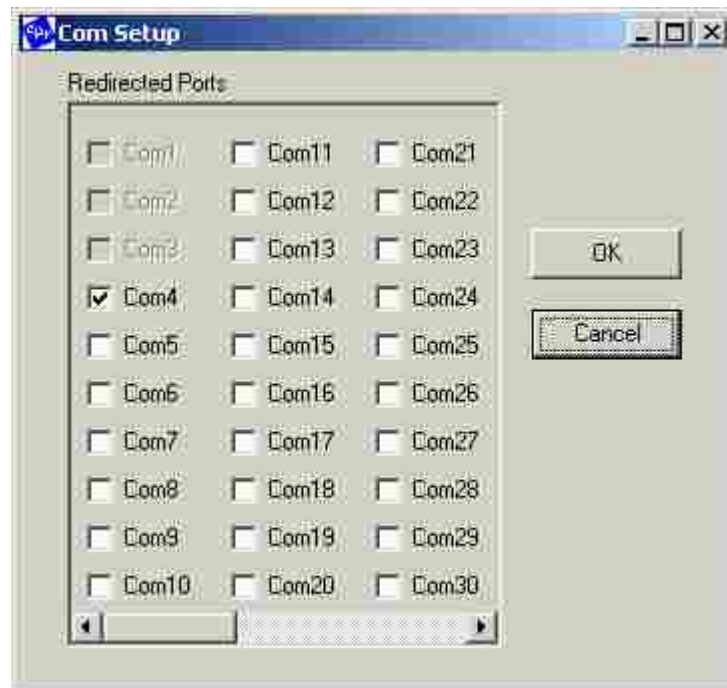 Com Setup
Redirected Ports
Com1 Com11 Com21
Com2 Com12 Com22
Com3 Com13 Com23
OK
Com4 Com14 Com24
Cancel
Com5 Com15 Com25
Com6 Com16 Com26
Com7 Com17 Com27
Com8 Com18 Com28
Com9 Com19 Com29
Com10 Com20 Com30